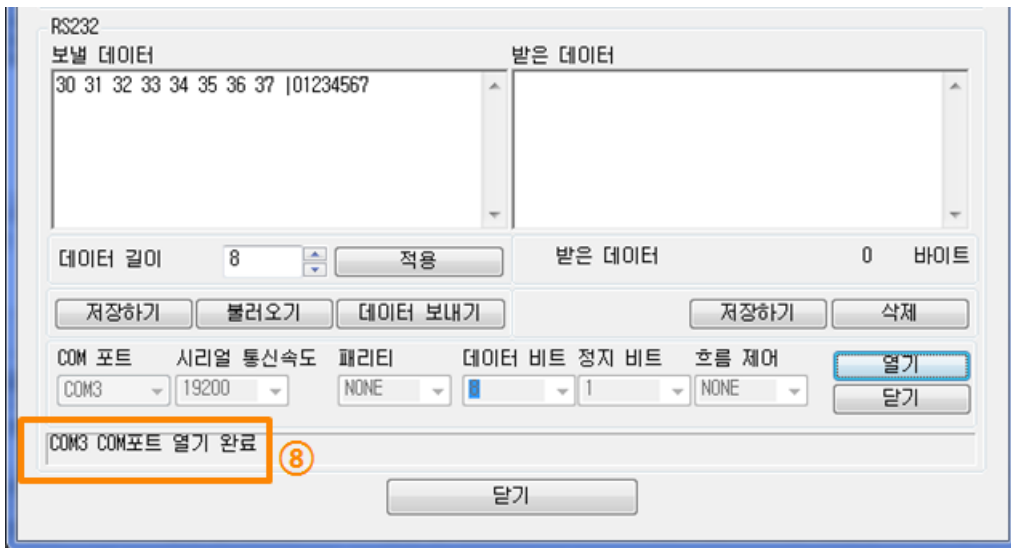 RS232
보낼 데이터 받은 데이터
30 31 32 33 34 35 36 37 |01234567
데이터 길이 8 적용 받은 데이터 0 바이트
저장하기 불러오기 데이터 보내기 저장하기 삭제
COM 포트 시리얼 통신속도 패리티 데이터 비트 정지 비트 흐름 제어 열기
COM3 19200 NONE 8 1 NONE 닫기
COM3 COM포트 열기 완료 ⑧
닫기